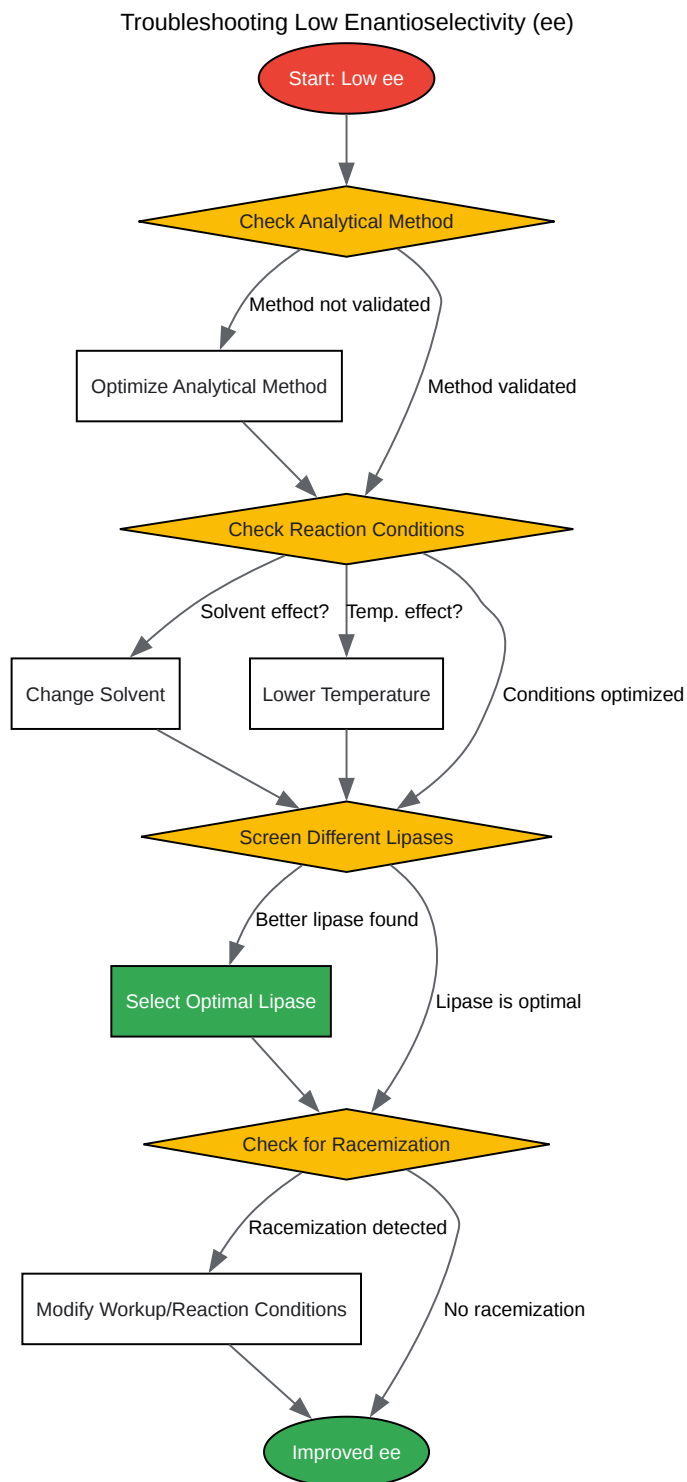 Troubleshooting Low Enantioselectivity (ee)
Start: Low ee
Check Analytical Method
Method not validated
Optimize Analytical Method
Method validated
Check Reaction Conditions
Solvent effect?
Temp. effect?
Change Solvent
Lower Temperature
Conditions optimized
Screen Different Lipases
Better lipase found
Select Optimal Lipase
Lipase is optimal
Check for Racemization
Racemization detected
Modify Workup/Reaction Conditions
No racemization
Improved ee